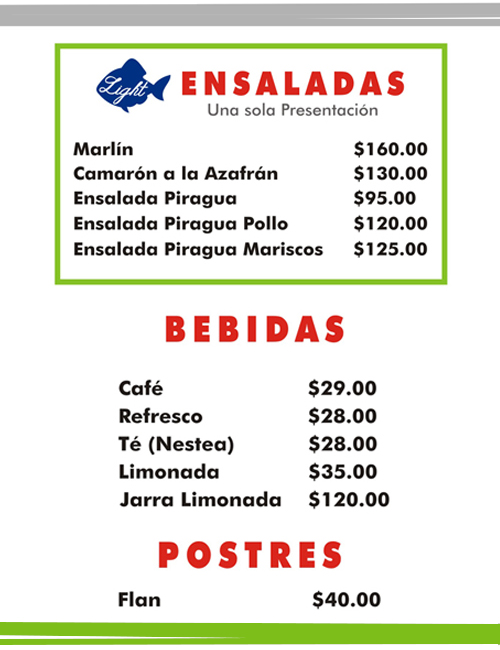 Light
ENSALADAS
Una sola Presentación
Marlín $160.00
Camarón a la Azafrán $130.00
Ensalada Piragua $95.00
Ensalada Piragua Pollo $120.00
Ensalada Piragua Mariscos $125.00
BEBIDAS
Café $29.00
Refresco $28.00
Té (Nestea) $28.00
Limonada $35.00
Jarra Limonada $120.00
POSTRES
Flan $40.00